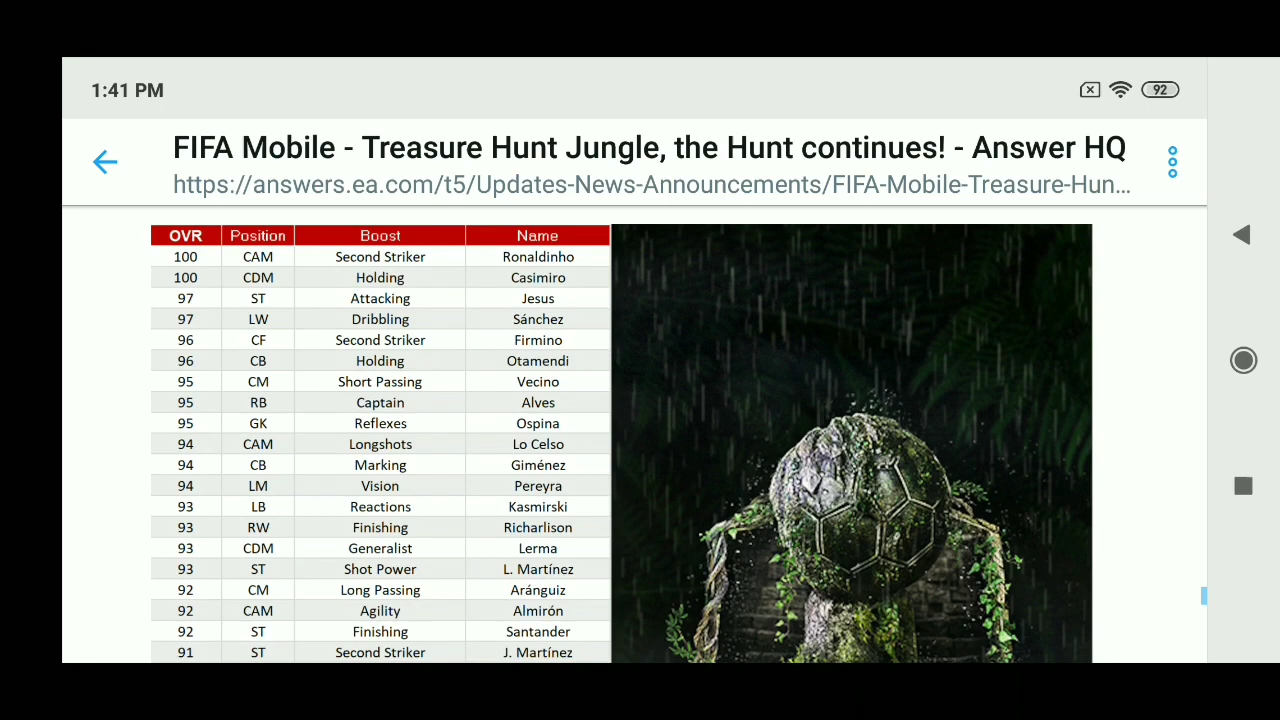 1:41 PM
92
FIFA Mobile - Treasure Hunt Jungle, the Hunt continues! - Answer HQ
https://answers.ea.com/t5/Updates-News-Announcements/FIFA-Mobile-Treasure-Hun...
OVR Position Boost Name
100 CAM Second Striker Ronaldinho
100 CDM Holding Casimiro
97 ST Attacking Jesus
97 LW Dribbling Sánchez
96 CF Second Striker Firmino
96 CB Holding Otamendi
95 CM Short Passing Vecino
95 RB Captain Alves
95 GK Reflexes Ospina
94 CAM Longshots Lo Celso
94 CB Marking Giménez
94 LM Vision Pereyra
93 LB Reactions Kasmirski
93 RW Finishing Richarlison
93 CDM Generalist Lerma
93 ST Shot Power L. Martínez
92 CM Long Passing Aránguiz
92 CAM Agility Almirón
92 ST Finishing Santander
91 ST Second Striker J. Martínez